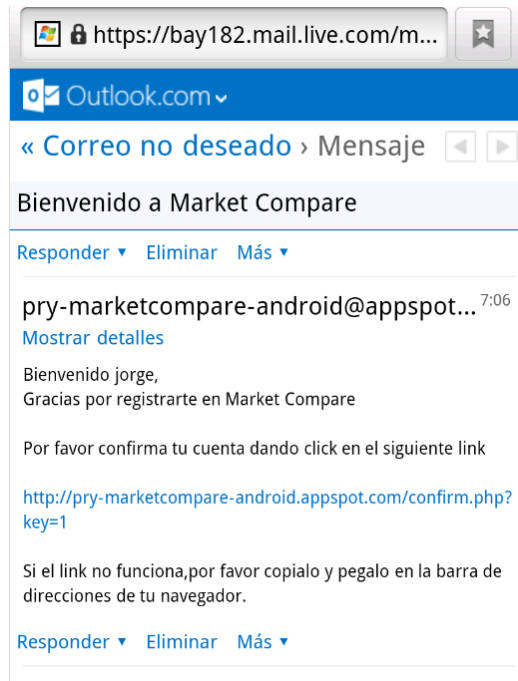 https://bay182.mail.live.com/m...
Outlook.com
« Correo no deseado › Mensaje
Bienvenido a Market Compare
Responder ▼ Eliminar Más ▼
pry-marketcompare-android@appspot... 7:06
Mostrar detalles
Bienvenido jorge,
Gracias por registrarte en Market Compare
Por favor confirma tu cuenta dando click en el siguiente link
http://pry-marketcompare-android.appspot.com/confirm.php?
key=1
Si el link no funciona,por favor copialo y pegalo en la barra de
direcciones de tu navegador.
Responder ▼ Eliminar Más ▼